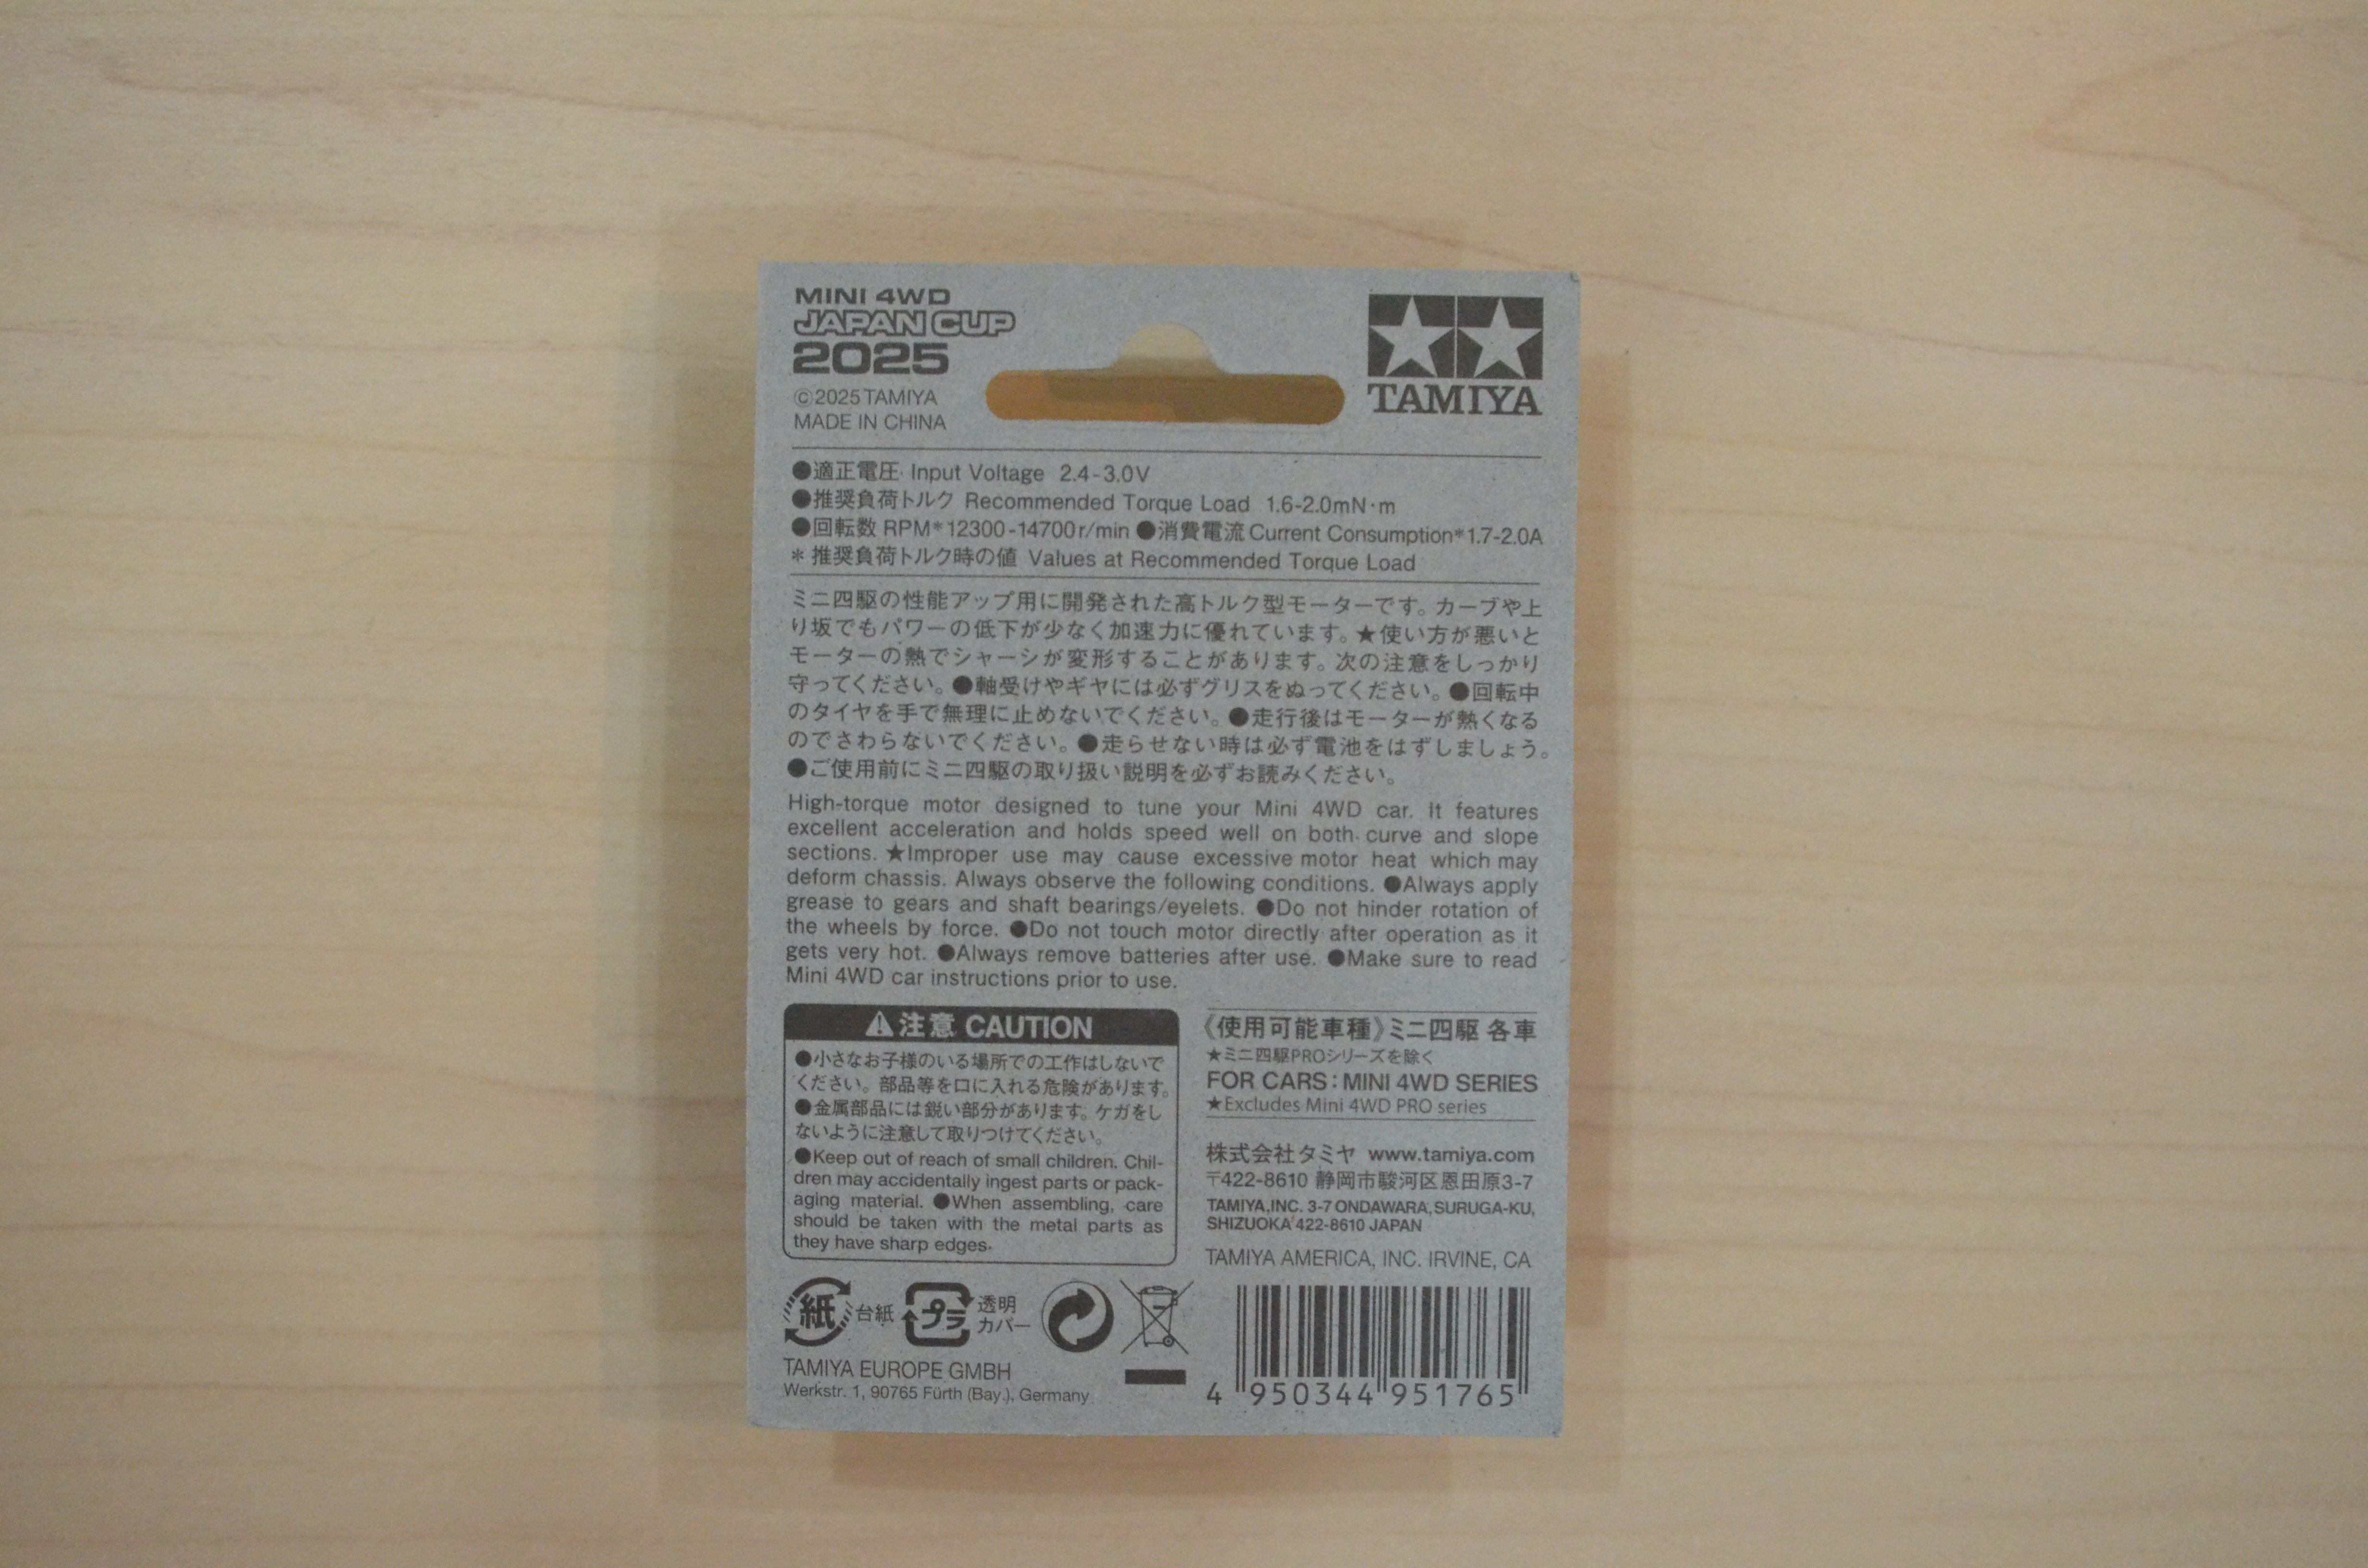 MINI 4WD
JAPAN CUP
2025
©2025 TAMIYA
MADE IN CHINA
TAMIYA
●適正電圧 Input Voltage 2.4-3.0V
●推奨負荷トルク Recommended Torque Load 1.6-2.0mN·m
●回転数 RPM*12300-14700r/min ●消費電流 Current Consumption*1.7-2.0A
*推奨負荷トルク時の値 Values at Recommended Torque Load
ミニ四駆の性能アップ用に開発された高トルク型モーターです。カーブや上
り坂でもパワーの低下が少なく加速力に優れています。★使い方が悪いと
モーターの熱でシャーシが変形することがあります。次の注意をしっかり
守ってください。●軸受けやギヤには必ずグリスをぬってください。●回転中
のタイヤを手で無理に止めないでください。●走行後はモーターが熱くなる
のでさわらないでください。●走らせない時は必ず電池をはずしましょう。
●ご使用前にミニ四駆の取り扱い説明を必ずお読みください。
High-torque motor designed to tune your Mini 4WD car. It features
excellent acceleration and holds speed well on both curve and slope
sections. ★Improper use may cause excessive motor heat which may
deform chassis. Always observe the following conditions. ●Always apply
grease to gears and shaft bearings/eyelets. ●Do not hinder rotation of
the wheels by force. ●Do not touch motor directly after operation as it
gets very hot. ●Always remove batteries after use. ●Make sure to read
Mini 4WD car instructions prior to use.
注意 CAUTION
●小さなお子様のいる場所での工作はしないで
ください。部品等を口に入れる危険があります。
●金属部品には鋭い部分があります。ケガをし
ないように注意して取りつけてください。
●Keep out of reach of small children. Chil-
dren may accidentally ingest parts or pack-
aging material. ●When assembling, care
should be taken with the metal parts as
they have sharp edges.
《使用可能車種》ミニ四駆 各車
★ミニ四駆PROシリーズを除く
FOR CARS: MINI 4WD SERIES
★Excludes Mini 4WD PRO series
株式会社タミヤ www.tamiya.com
〒422-8610 静岡市駿河区恩田原3-7
TAMIYA,INC. 3-7 ONDAWARA, SURUGA-KU,
SHIZUOKA 422-8610 JAPAN
TAMIYA AMERICA, INC. IRVINE, CA
紙 台紙
プラ 透明
カバー
TAMIYA EUROPE GMBH
Werkstr. 1, 90765 Fürth (Bay.), Germany
4 950344 951765